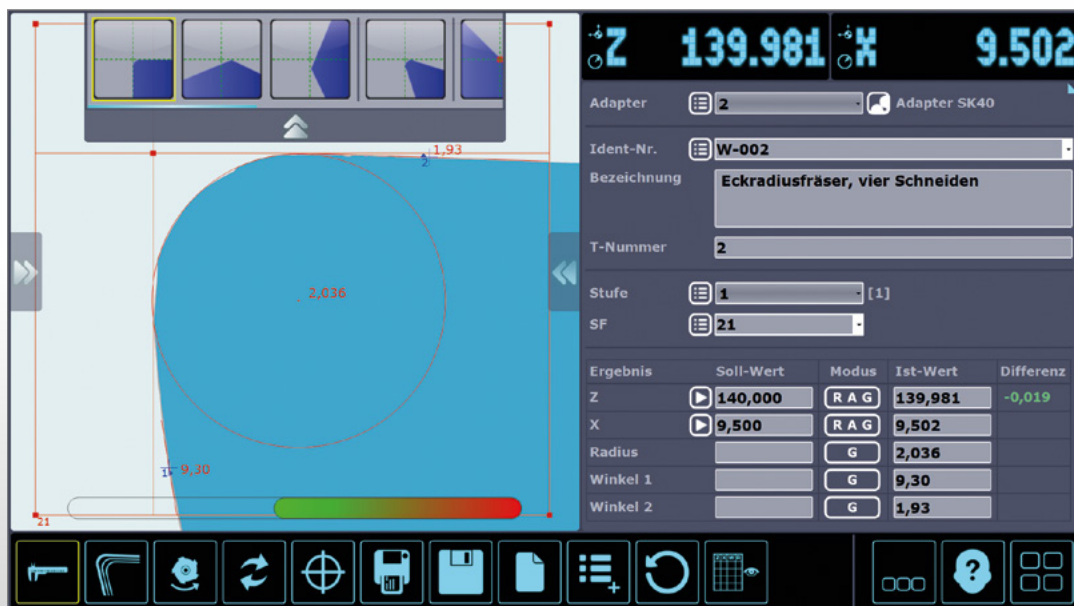 Z 139.981 X 9.502
Adapter 2 Adapter SK40
Ident-Nr. W-002
Bezeichnung Eckradiusfräser, vier Schneiden
T-Nummer 2
Stufe 1 [1]
SF 21
Ergebnis Soll-Wert Modus Ist-Wert Differenz
Z 140,000 R A G 139,981 -0,019
X 9,500 R A G 9,502
Radius G 2,036
Winkel 1 G 9,30
Winkel 2 G 1,93
1,93
2
2,036
1 9,30
21
?